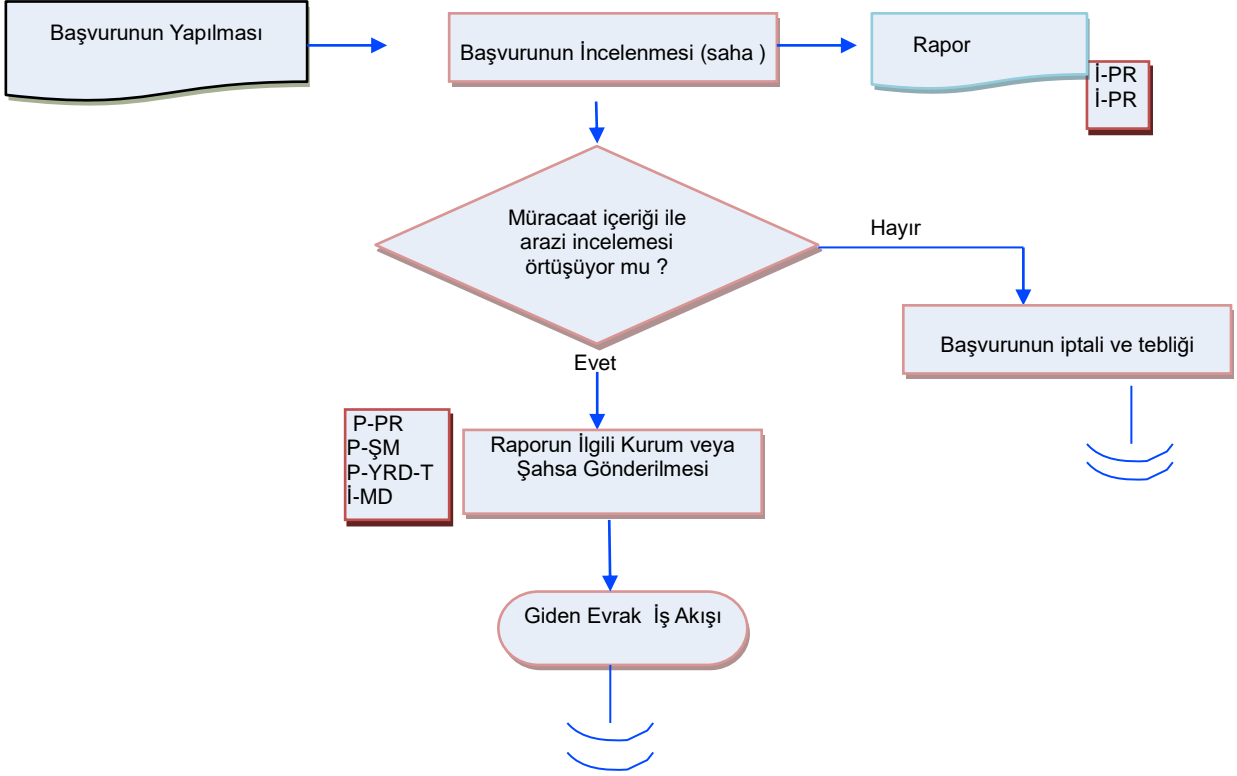 Başvurunun Yapılması
Başvurunun İncelenmesi (saha )
Rapor
İ-PR
İ-PR
Müracaat içeriği ile
arazi incelemesi
örtüşüyor mu ?
Hayır
Başvurunun iptali ve tebliği
Evet
P-PR
P-ŞM
P-YRD-T
İ-MD
Raporun İlgili Kurum veya
Şahsa Gönderilmesi
Giden Evrak İş Akışı